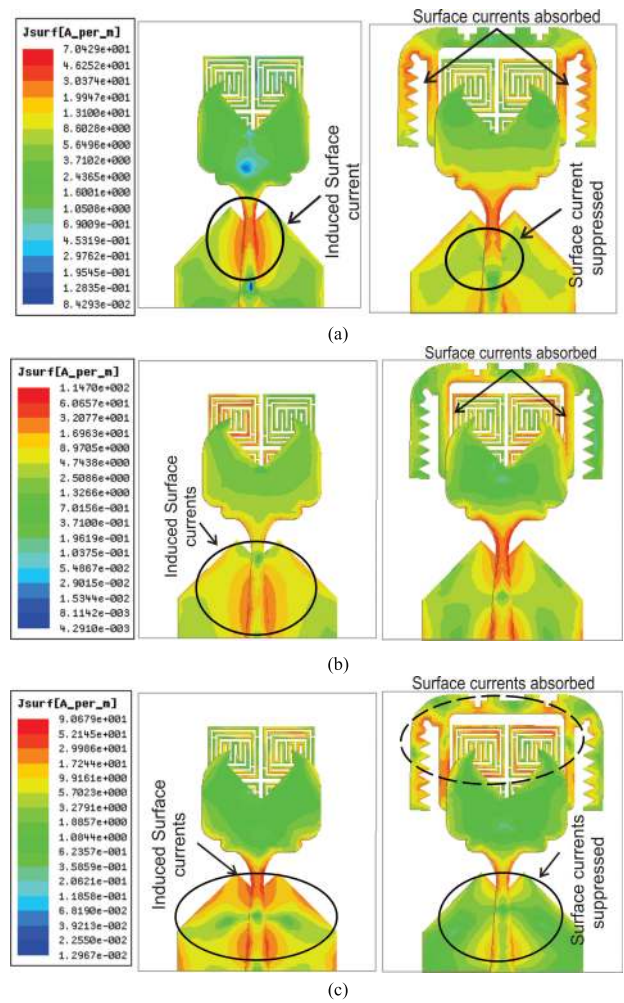 Jsurf[A_per_m]
7.0429e+001
4.6252e+001
3.0374e+001
1.9947e+001
1.3100e+001
8.6028e+000
5.6496e+000
3.7102e+000
2.4365e+000
1.6001e+000
1.0508e+000
6.9009e-001
4.5319e-001
2.9762e-001
1.9545e-001
1.2835e-001
8.4293e-002
Induced Surface
current
Surface currents absorbed
Surface current
suppressed
(a)
Jsurf[A_per_m]
1.1470e+002
6.0657e+001
3.2077e+001
1.6963e+001
8.9705e+000
4.7438e+000
2.5086e+000
1.3266e+000
7.0156e-001
3.7100e-001
1.9619e-001
1.0375e-001
5.4867e-002
2.9015e-002
1.5344e-002
8.1142e-003
4.2910e-003
Induced Surface
currents
Surface currents absorbed
(b)
Jsurf[A_per_m]
9.0679e+001
5.2145e+001
2.9986e+001
1.7244e+001
9.9161e+000
5.7023e+000
3.2791e+000
1.8857e+000
1.0844e+000
6.2357e-001
3.5859e-001
2.0621e-001
1.1858e-001
6.8190e-002
3.9213e-002
2.2550e-002
1.2967e-002
Induced Surface
currents
Surface currents absorbed
Surface currents
suppressed
(c)